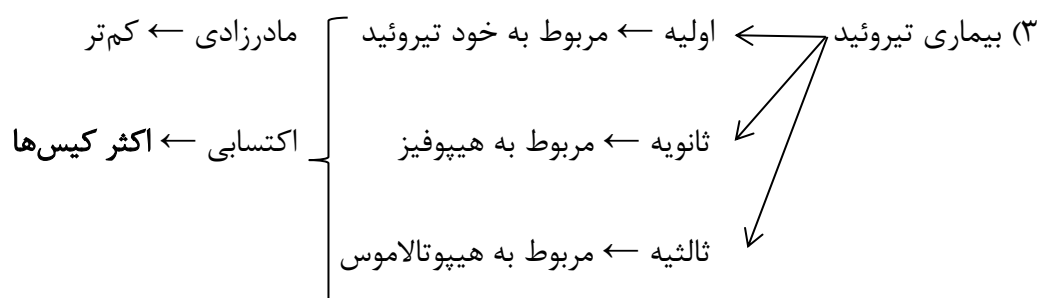 ۳) بیماری تیروئید ← اولیه ← مربوط به خود تیروئید مادرزادی ← کم‌تر
ثانویه ← مربوط به هیپوفیز اکتسابی ← اکثر کیس‌ها
ثالثیه ← مربوط به هیپوتالاموس